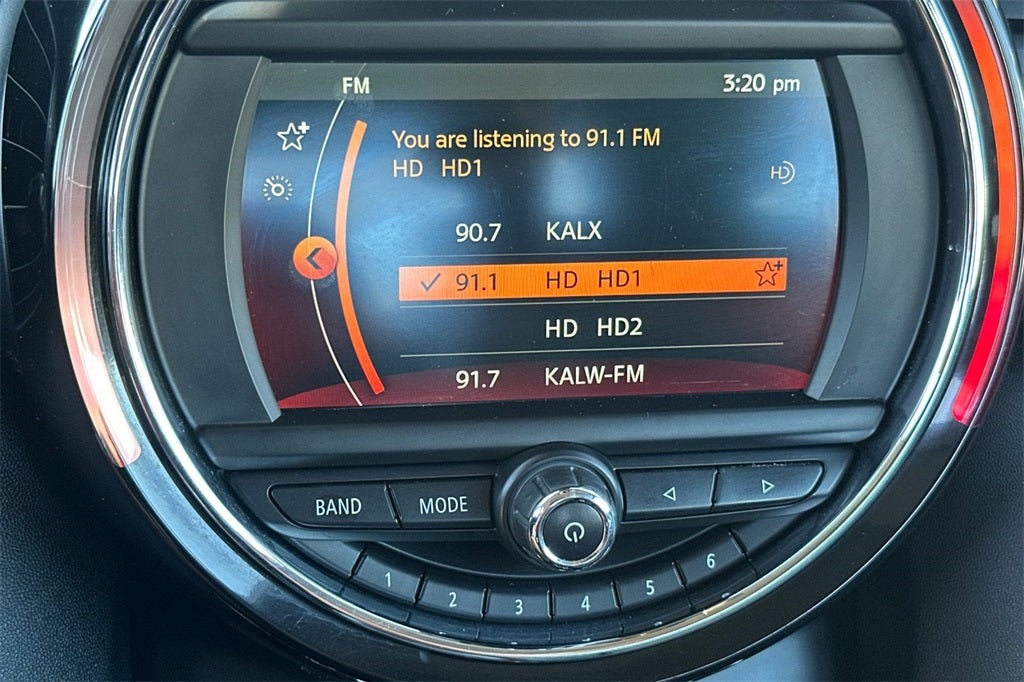 FM 3:20 pm
You are listening to 91.1 FM
HD HD1
HD
90.7 KALX
91.1 HD HD1
HD HD2
91.7 KALW-FM
BAND MODE
1 2 3 4 5 6